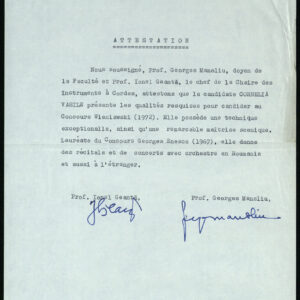 ATTESTATION
Nous soussigné, Prof. Georges Manoliu, doyen de
la Faculté et Prof. Ionel Geantă, le chef de la Chaire des
Instruments à Cordes, attestons que la candidate CORNELIA
VASILE présente les qualités requises pour candider au
Concours Wieniawski (1972). Elle possède une technique
exceptionnelle, ainsi qu'une remarcable maîtrise scenique.
Lauréate du Concours Georges Enesco (1967), elle donne
des récitals et de concerts avec orchestre en Roumanie
et aussi à l'étranger.
Prof. Ionel Geantă, Prof. Georges Manoliu,